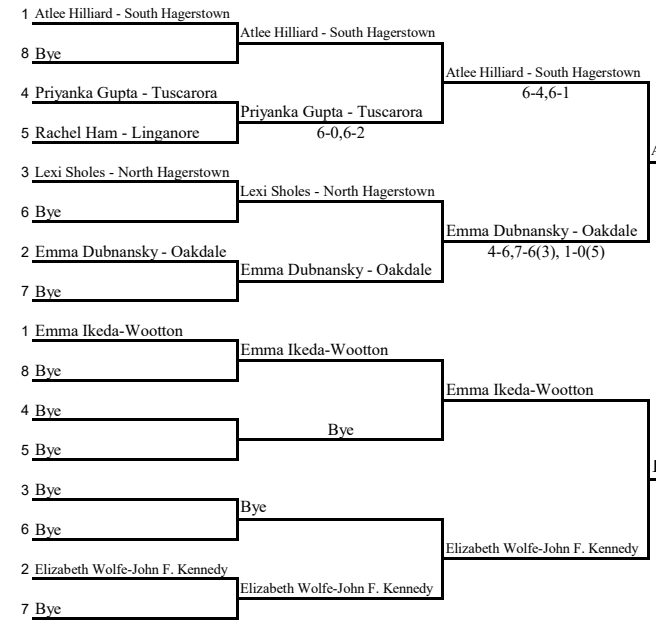 1 Atlee Hilliard - South Hagerstown
Atlee Hilliard - South Hagerstown
8 Bye
Atlee Hilliard - South Hagerstown
4 Priyanka Gupta - Tuscarora
6-4,6-1
Priyanka Gupta - Tuscarora
5 Rachel Ham - Linganore
6-0,6-2
3 Lexi Sholes - North Hagerstown
Lexi Sholes - North Hagerstown
6 Bye
Emma Dubnansky - Oakdale
2 Emma Dubnansky - Oakdale
4-6,7-6(3), 1-0(5)
Emma Dubnansky - Oakdale
7 Bye
1 Emma Ikeda-Wootton
Emma Ikeda-Wootton
8 Bye
Emma Ikeda-Wootton
4 Bye
Bye
5 Bye
3 Bye
Bye
6 Bye
Elizabeth Wolfe-John F. Kennedy
2 Elizabeth Wolfe-John F. Kennedy
Elizabeth Wolfe-John F. Kennedy
7 Bye